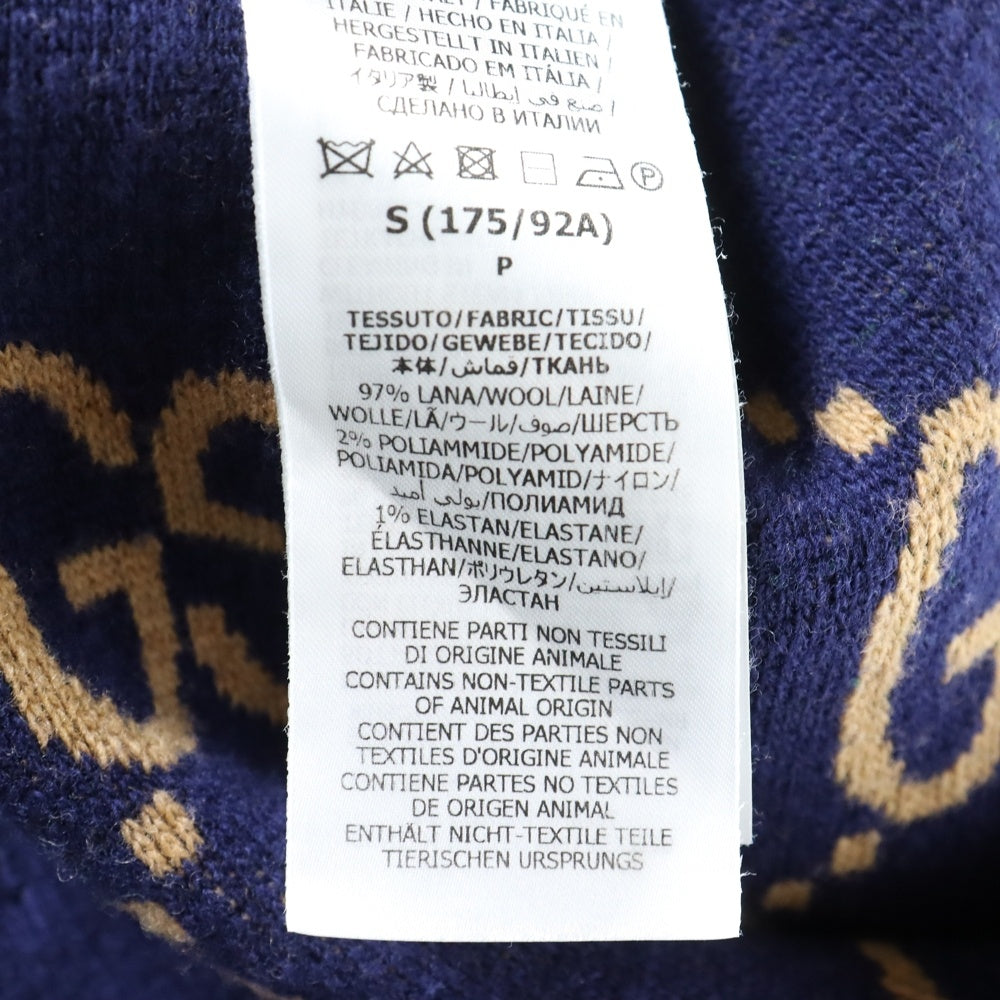 / FABRIQUÉ EN
ITALIE / HECHO EN ITALIA /
HERGESTELLT IN ITALIEN /
FABRICADO EM ITÁLIA /
イタリア製 / صنع في ايطاليا /
СДЕЛАНО В ИТАЛИИ
P
S (175/92A)
P
TESSUTO/FABRIC/TISSU/
TEJIDO/GEWEBE/TECIDO/
本体/قماش/ТКАНЬ
97% LANA/WOOL/LAINE/
WOLLE/LÃ/ウール/صوف/ШЕРСТЬ
2% POLIAMMIDE/POLYAMIDE/
POLIAMIDA/POLYAMID/ナイロン/
بولي أميد/ПОЛИАМИД
1% ELASTAN/ELASTANE/
ÉLASTHANNE/ELASTANO/
ELASTHAN/ポリウレタン/إيلاستين/
ЭЛАСТАН
CONTIENE PARTI NON TESSILI
DI ORIGINE ANIMALE
CONTAINS NON-TEXTILE PARTS
OF ANIMAL ORIGIN
CONTIENT DES PARTIES NON
TEXTILES D'ORIGINE ANIMALE
CONTIENE PARTES NO TEXTILES
DE ORIGEN ANIMAL
ENTHÄLT NICHT-TEXTILE TEILE
TIERISCHEN URSPRUNGS